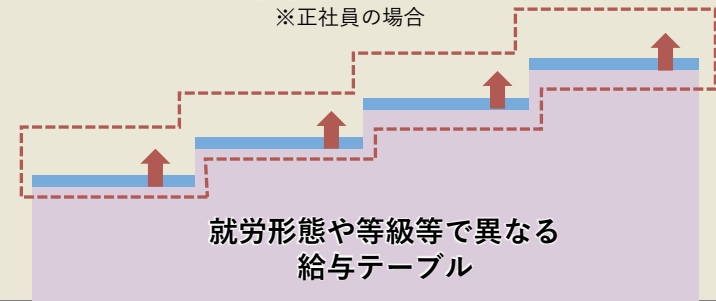 ※正社員の場合
就労形態や等級等で異なる
給与テーブル